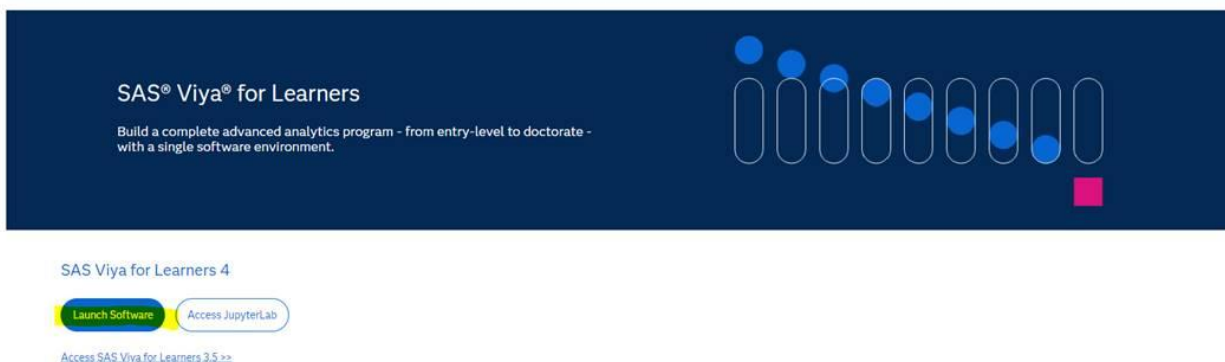 SAS® Viya® for Learners
Build a complete advanced analytics program - from entry-level to doctorate -
with a single software environment.
SAS Viya for Learners 4
Launch Software
Access JupyterLab
Access SAS Viya for Learners 3.5 >>